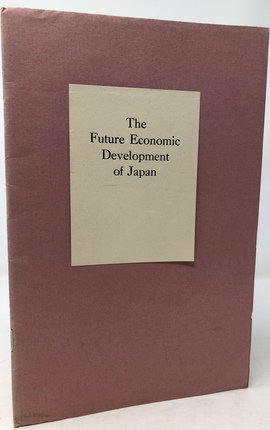 The
Future Economic
Development
of Japan